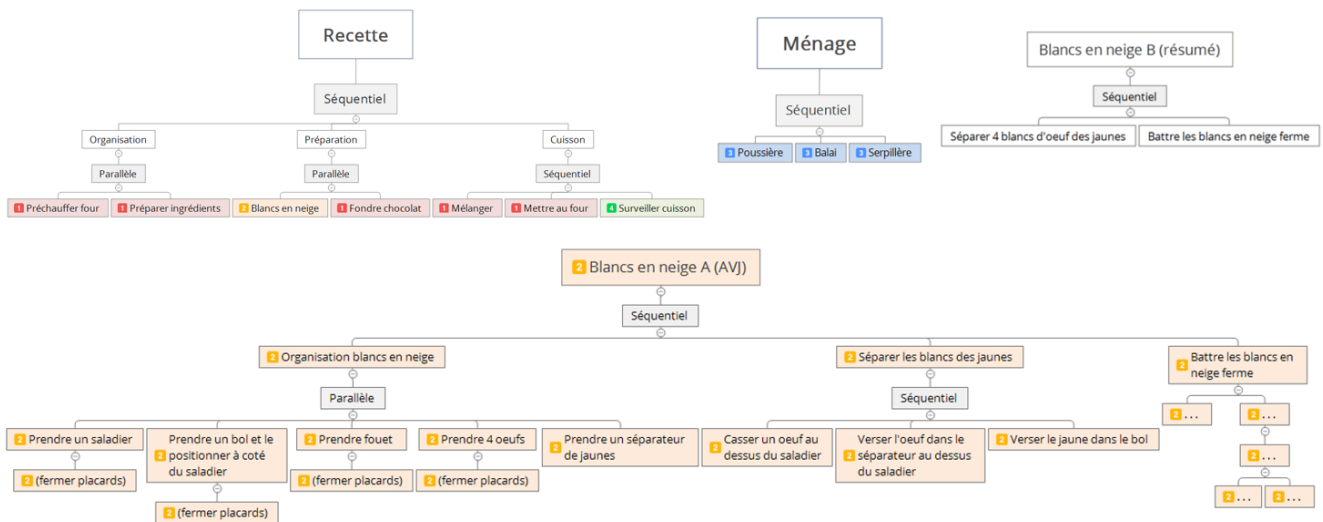 Recette
Séquentiel
Organisation
Préparation
Cuisson
Parallèle
Parallèle
Séquentiel
1 Préchauffer four
1 Préparer ingrédients
2 Blancs en neige
1 Fondre chocolat
1 Mélanger
1 Mettre au four
4 Surveiller cuisson
Ménage
Séquentiel
3 Poussière
3 Balai
3 Serpillère
Blancs en neige B (résumé)
Séquentiel
Séparer 4 blancs d'oeuf des jaunes
Battre les blancs en neige ferme
2 Blancs en neige A (AVJ)
Séquentiel
2 Organisation blancs en neige
Parallèle
2 Prendre un saladier
2 (fermer placards)
Prendre un bol et le
2 positionner à coté
du saladier
2 (fermer placards)
2 Prendre fouet
2 (fermer placards)
2 Prendre 4 oeufs
2 (fermer placards)
2 Prendre un séparateur
de jaunes
2 Séparer les blancs des jaunes
Séquentiel
2 Casser un oeuf au
dessus du saladier
Verser l'oeuf dans le
2 séparateur au dessus
du saladier
2 Verser le jaune dans le bol
2 Battre les blancs en
neige ferme
2 ...
2 ...
2 ...
2 ...
2 ...